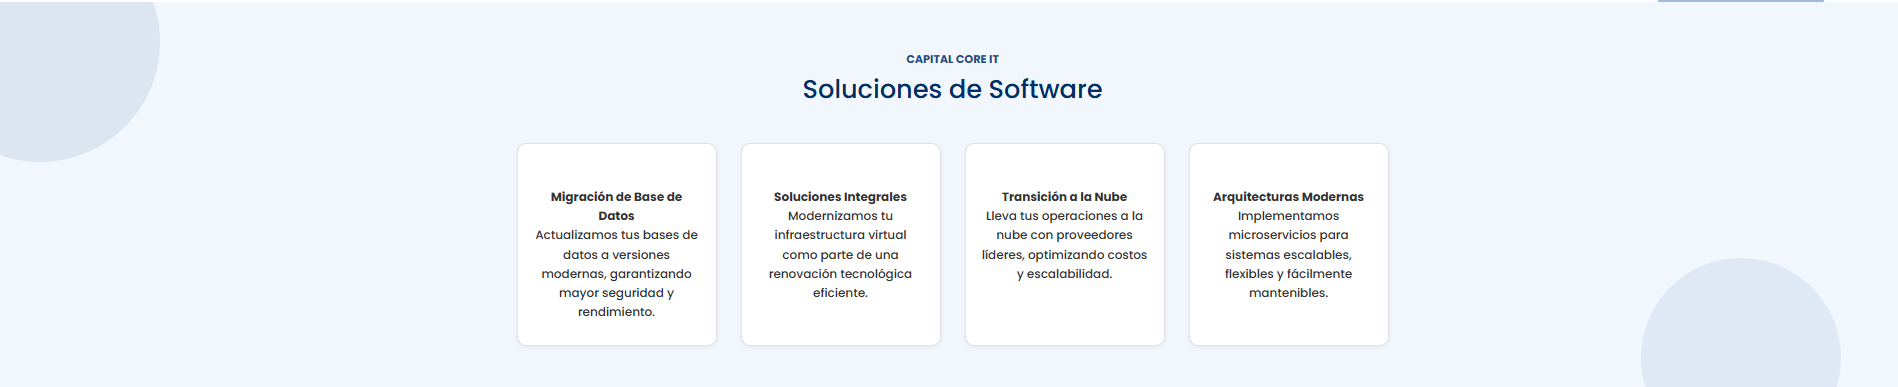 CAPITAL CORE IT
Soluciones de Software
Migración de Base de
Datos
Actualizamos tus bases de
datos a versiones
modernas, garantizando
mayor seguridad y
rendimiento.
Soluciones Integrales
Modernizamos tu
infraestructura virtual
como parte de una
renovación tecnológica
eficiente.
Transición a la Nube
Lleva tus operaciones a la
nube con proveedores
líderes, optimizando costos
y escalabilidad.
Arquitecturas Modernas
Implementamos
microservicios para
sistemas escalables,
flexibles y fácilmente
mantenibles.